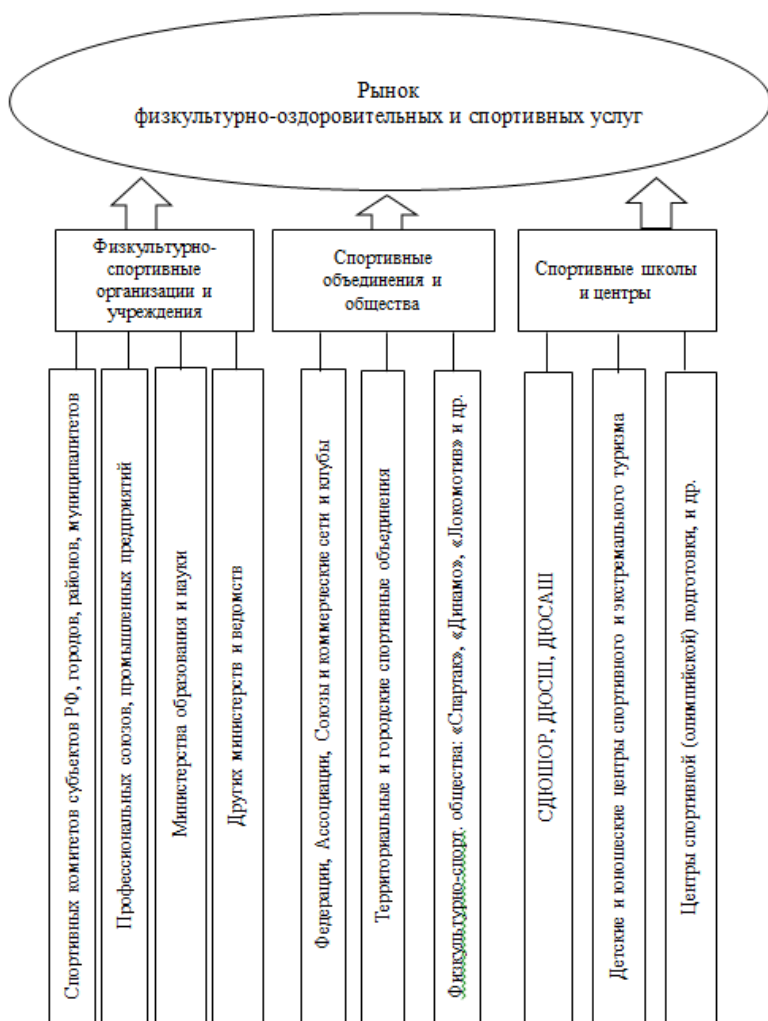 Рынок
физкультурно-оздоровительных и спортивных услуг
Физкультурно-
спортивные
организации и
учреждения
Спортивные
объединения и
общества
Спортивные школы
и центры
Спортивных комитетов субъектов РФ, городов, районов, муниципалитетов
Профессиональных союзов, промышленных предприятий
Министерства образования и науки
Других министерств и ведомств
Федерации, Ассоциации, Союзы и коммерческие сети и клубы
Территориальные и городские спортивные объединения
Физкультурно-спорт. общества: «Спартак», «Динамо», «Локомотив» и др.
СДЮШОР, ДЮСШ, ДЮСАШ
Детские и юношеские центры спортивного и экстремального туризма
Центры спортивной (олимпийской) подготовки, и др.